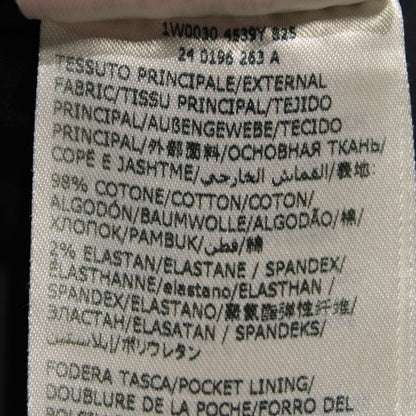 1W0030 4539Y 825
24 0196 263 A
TESSUTO PRINCIPALE/EXTERNAL
FABRIC/TISSU PRINCIPAL/TEJIDO
PRINCIPAL/AUßENGEWEBE/TECIDO
PRINCIPAL/外部面料/ОСНОВНАЯ ТКАНЬ/
COPË E JASHTME/القماش الخارجي/表地:
98% COTONE/COTTON/COTON/
ALGODÓN/BAUMWOLLE/ALGODÃO/棉/
ХЛОПОК/PAMBUK/قطن/綿
2% ELASTAN/ELASTANE / SPANDEX/
ÉLASTHANNE/elastano/ELASTHAN /
SPANDEX/ELASTANO/聚氨酯弹性纤维/
ЭЛАСТАН/ELASATAN / SPANDEKS/
إيلاستين/ポリウレタン
FODERA TASCA/POCKET LINING/
DOUBLURE DE LA POCHE/FORRO DEL